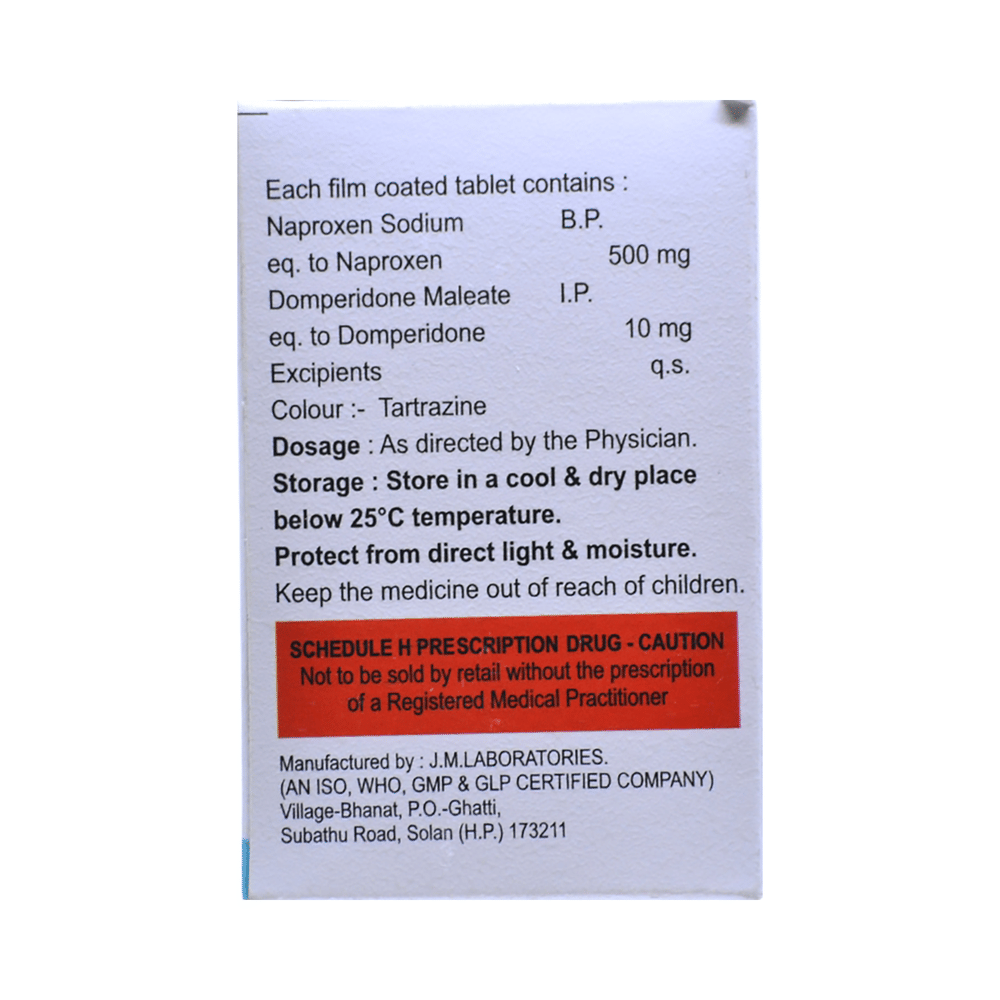 Each film coated tablet contains :
Naproxen Sodium B.P.
eq. to Naproxen 500 mg
Domperidone Maleate I.P.
eq. to Domperidone 10 mg
Excipients q.s.
Colour :- Tartrazine
Dosage : As directed by the Physician.
Storage : Store in a cool & dry place
below 25°C temperature.
Protect from direct light & moisture.
Keep the medicine out of reach of children.
SCHEDULE H PRESCRIPTION DRUG - CAUTION
Not to be sold by retail without the prescription
of a Registered Medical Practitioner
Manufactured by : J.M.LABORATORIES.
(AN ISO, WHO, GMP & GLP CERTIFIED COMPANY)
Village-Bhanat, P.O.-Ghatti,
Subathu Road, Solan (H.P.) 173211